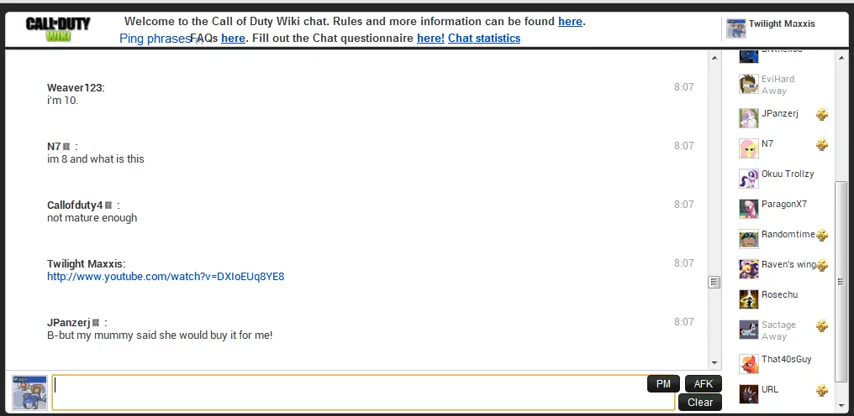 CALL OF DUTY
WIKI
Welcome to the Call of Duty Wiki chat. Rules and more information can be found here.
Ping phrases FAQs here. Fill out the Chat questionnaire here! Chat statistics
Twilight Maxxis
Weaver123:
8:07
i'm 10.
N7 :
8:07
im 8 and what is this
Callofduty4 :
8:07
not mature enough
Twilight Maxxis:
8:07
http://www.youtube.com/watch?v=DXIoEUq8YE8
JPanzerj :
8:07
B-but my mummy said she would buy it for me!
EviHard
Away
JPanzerj
N7
Okuu Trollzy
ParagonX7
Randomtime
Raven's wing
Rosechu
Sactage
Away
That40sGuy
URL
PM
AFK
Clear